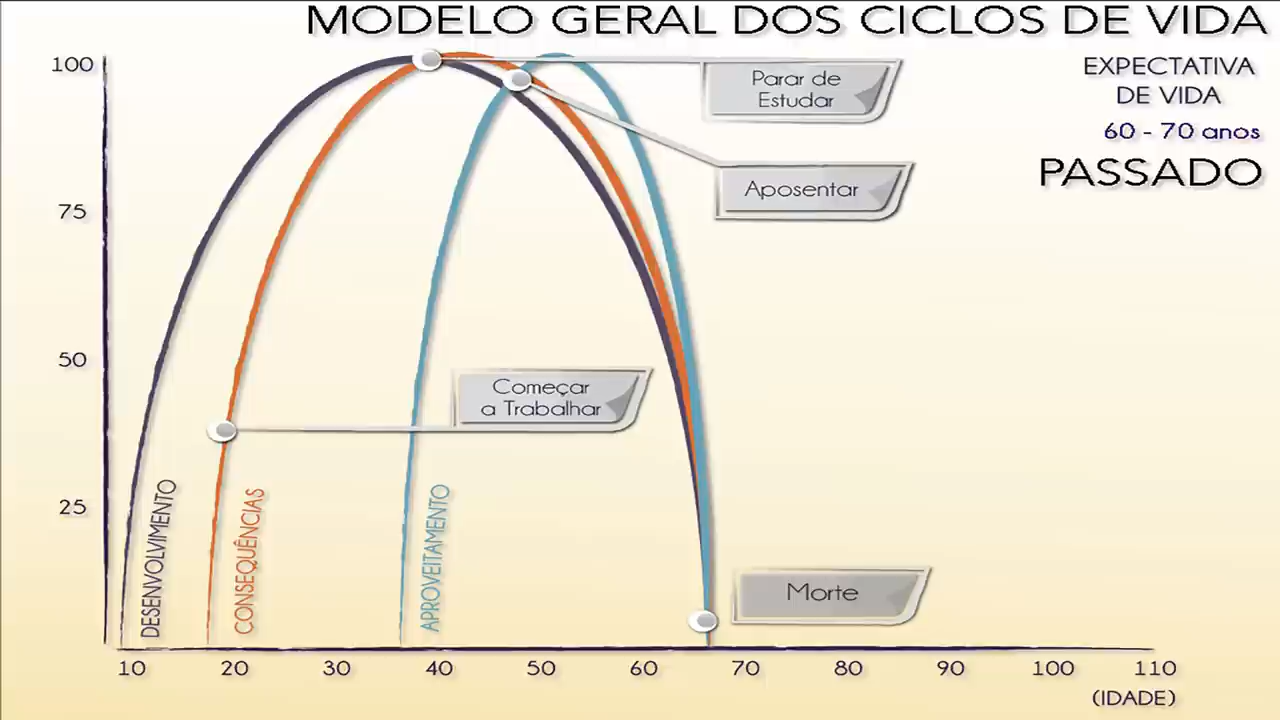 MODELO GERAL DOS CICLOS DE VIDA
EXPECTATIVA
DE VIDA
60 - 70 anos
PASSADO
100
75
50
25
Parar de
Estudar
Aposentar
Começar
a Trabalhar
Morte
DESENVOLVIMENTO
CONSEQUÊNCIAS
APROVEITAMENTO
10 20 30 40 50 60 70 80 90 100 110
(IDADE)